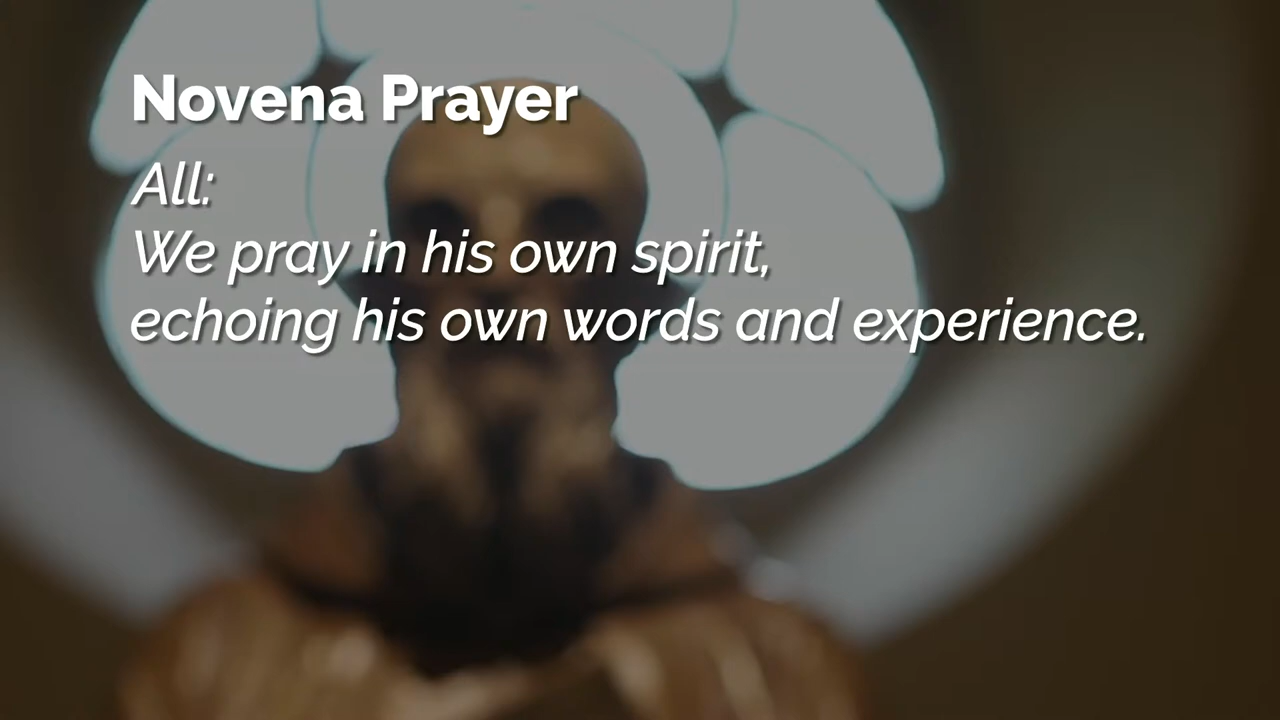 Novena Prayer
All:
We pray in his own spirit,
echoing his own words and experience.